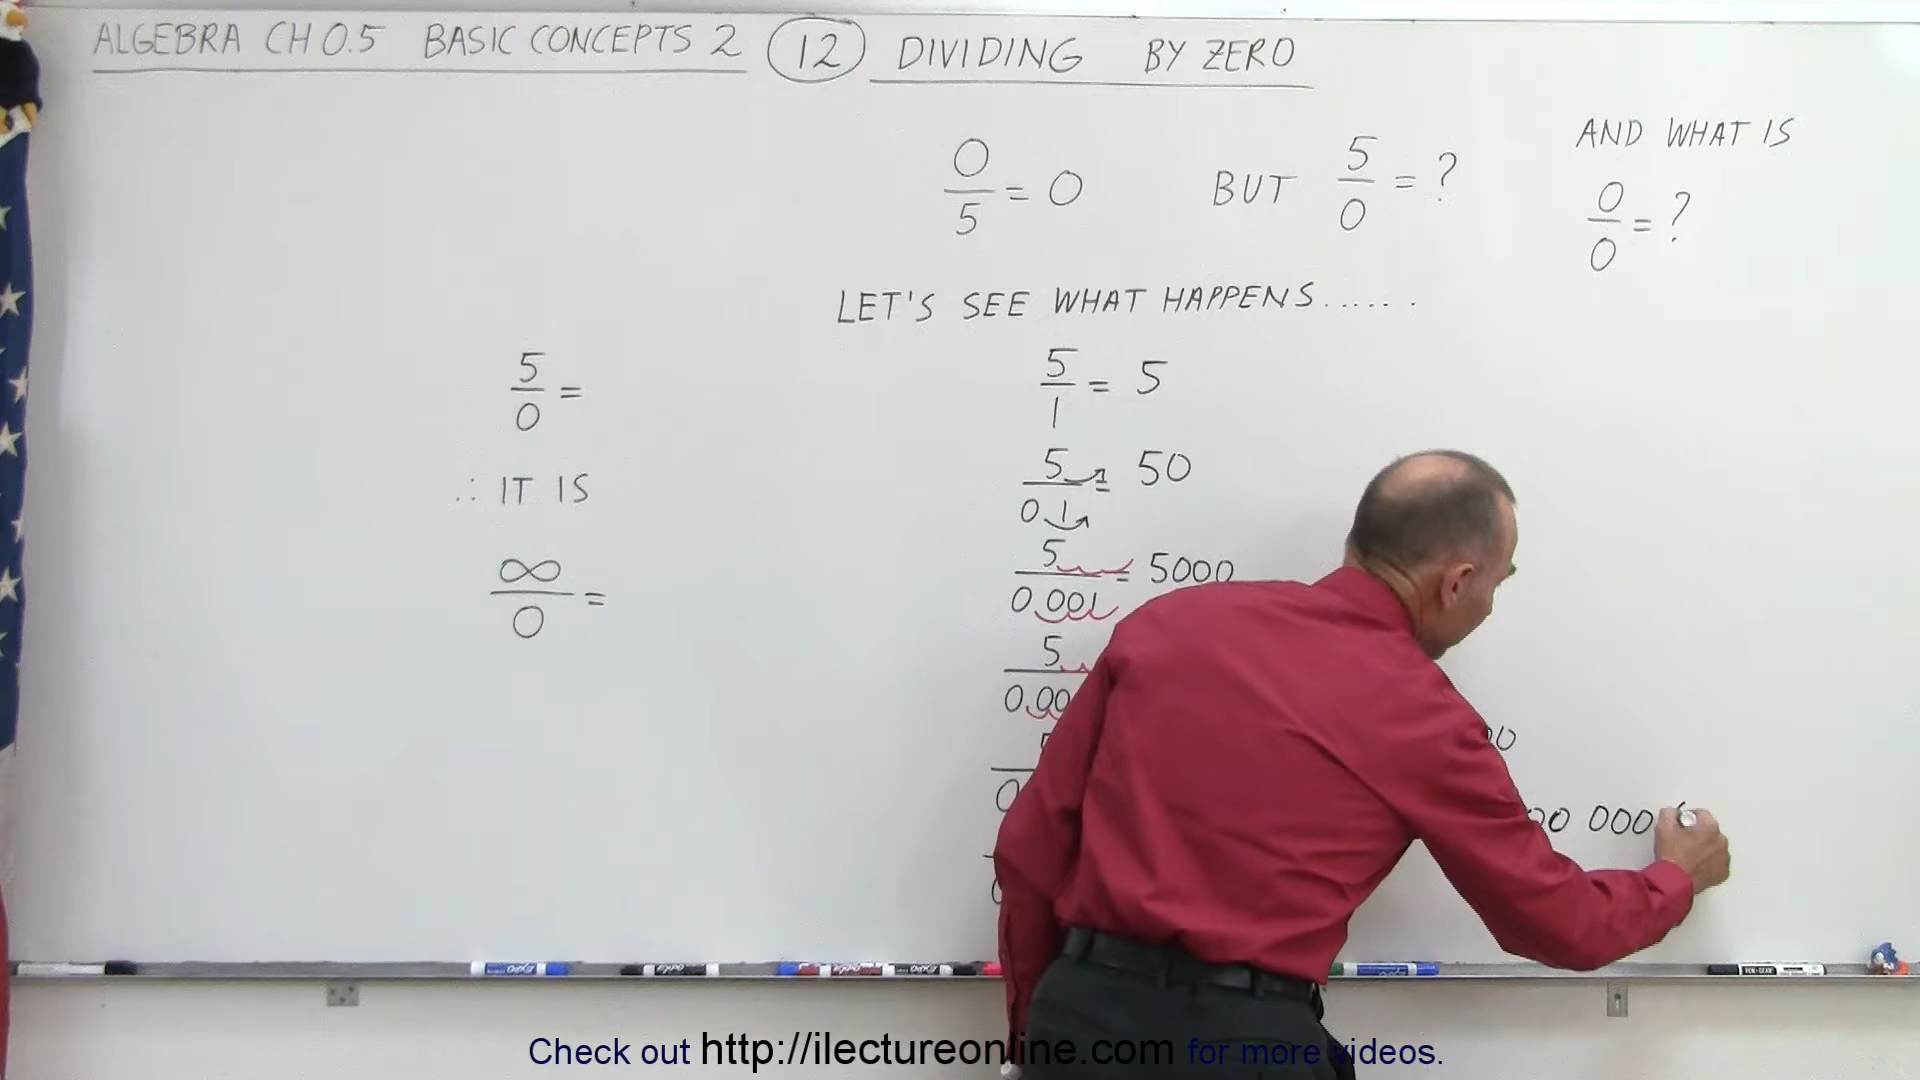 ALGEBRA CH 0.5 BASIC CONCEPTS 2 12 DIVIDING BY ZERO
0/5 = 0 BUT 5/0 = ? AND WHAT IS 0/0 = ?
LET'S SEE WHAT HAPPENS.......
5/0 =
5/1 = 5
∴ IT IS
5/0.1 = 50
∞/0 =
5/0.001 = 5000
Check out http://ilectureonline.com for more videos.